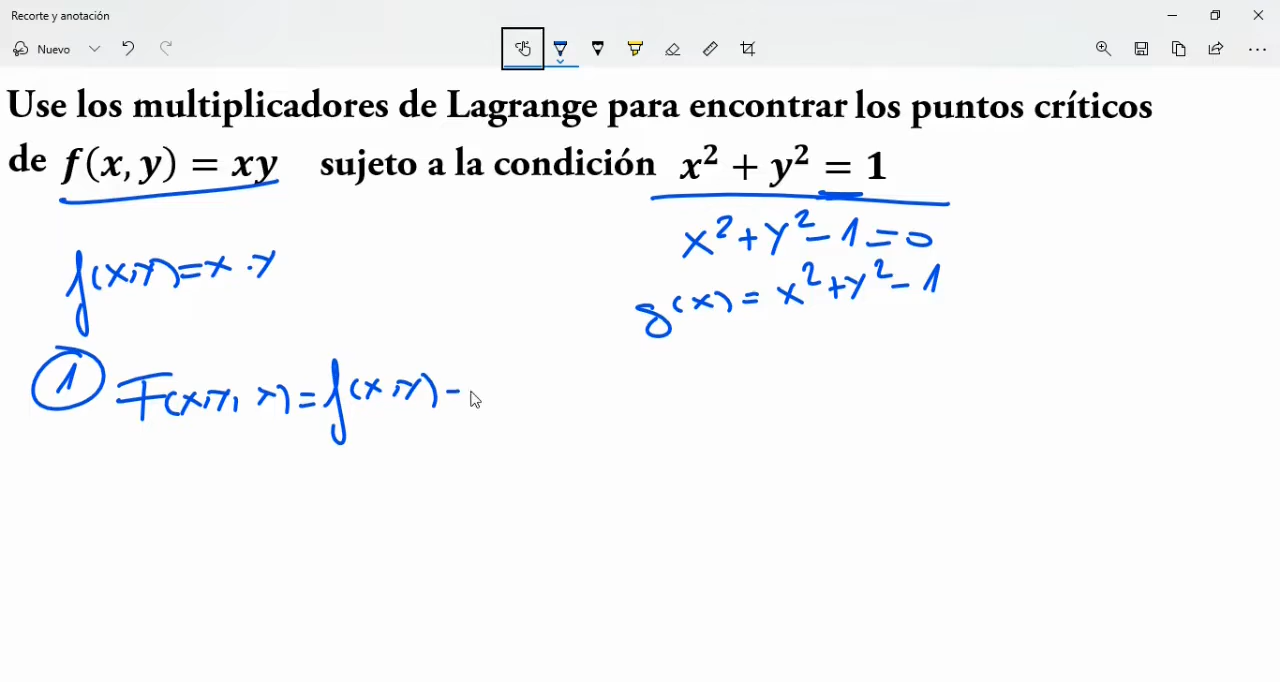 Recorte y anotación
Nuevo
Use los multiplicadores de Lagrange para encontrar los puntos críticos
de f(x, y) = xy sujeto a la condición x² + y² = 1
x² + y² - 1 = 0
f(x,y) = x . y
g(x) = x² + y² - 1
1 F(x,y, λ) = f(x,y) -